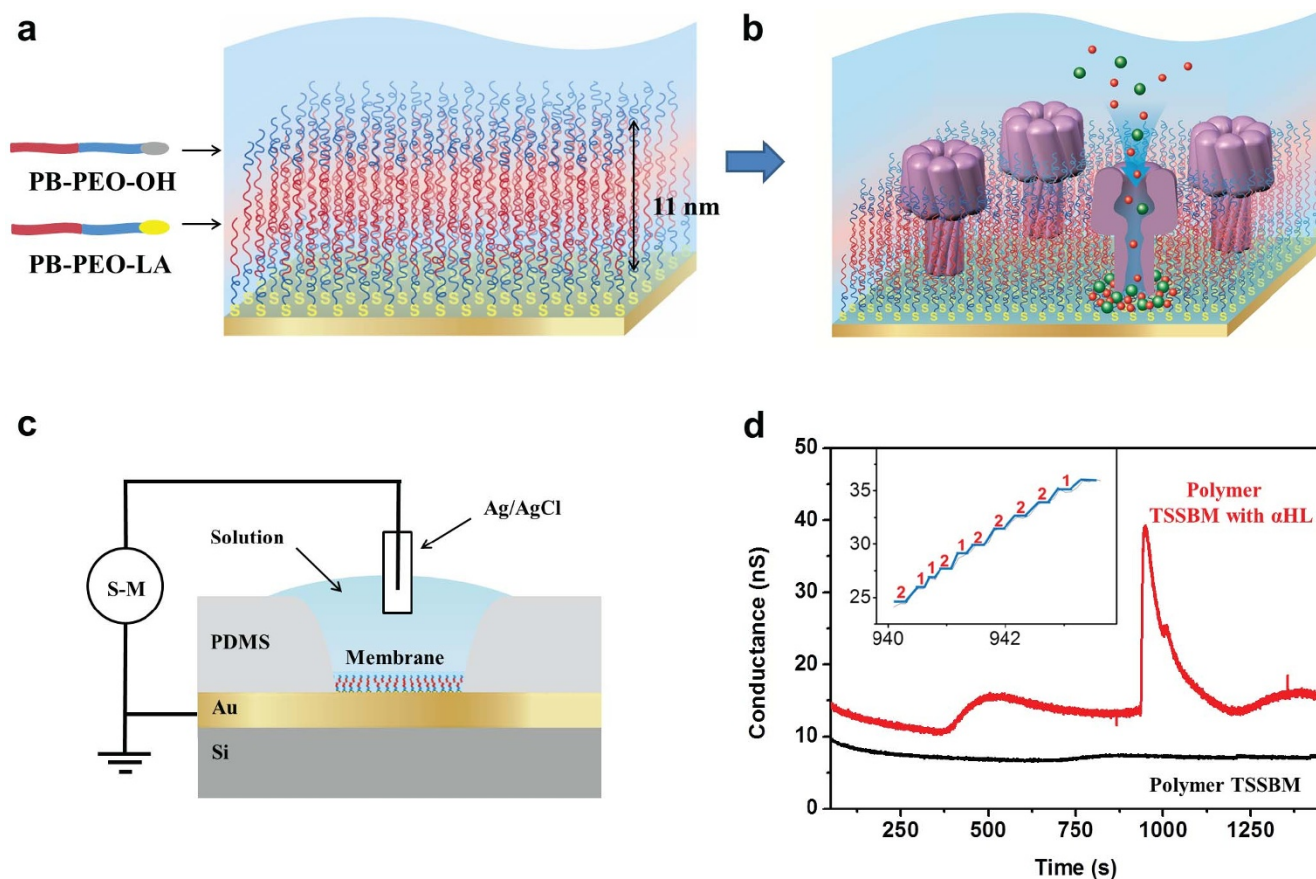 a
PB-PEO-OH
PB-PEO-LA
11 nm
S S S S S S S S S S S S S S S S S
b
S S S S S S S S S S S S S S S S S
c
Ag/AgCl
Solution
S-M
PDMS
Membrane
Au
Si
d
50
40
30
20
10
0
Conductance (nS)
35
30
25
2 1 1 2 1 2 2 2 2 1
940 942
Polymer
TSSBM with αHL
Polymer TSSBM
250 500 750 1000 1250
Time (s)